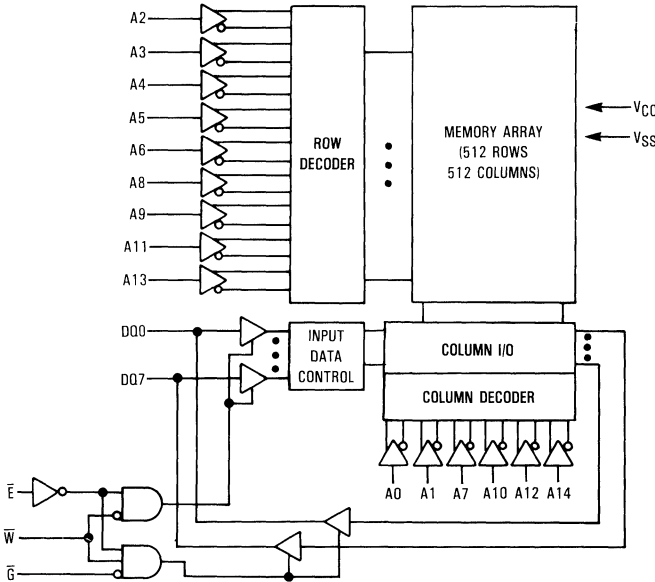 A2
A3
A4
A5
A6
A8
A9
A11
A13
ROW
DECODER
MEMORY ARRAY
(512 ROWS
512 COLUMNS)
VCC
VSS
DQ0
DQ7
INPUT
DATA
CONTROL
COLUMN I/O
COLUMN DECODER
A0 A1 A7 A10 A12 A14
E̅
W̅
G̅